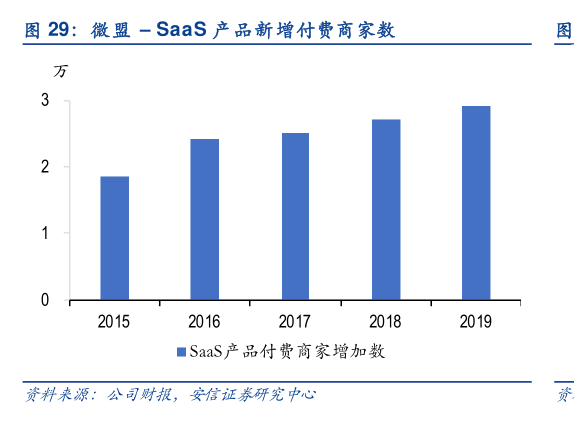 图 29：微盟 – SaaS 产品新增付费商家数
图
万
3
2
1
0
2015 2016 2017 2018 2019
SaaS产品付费商家增加数
资料来源：公司财报，安信证券研究中心
资